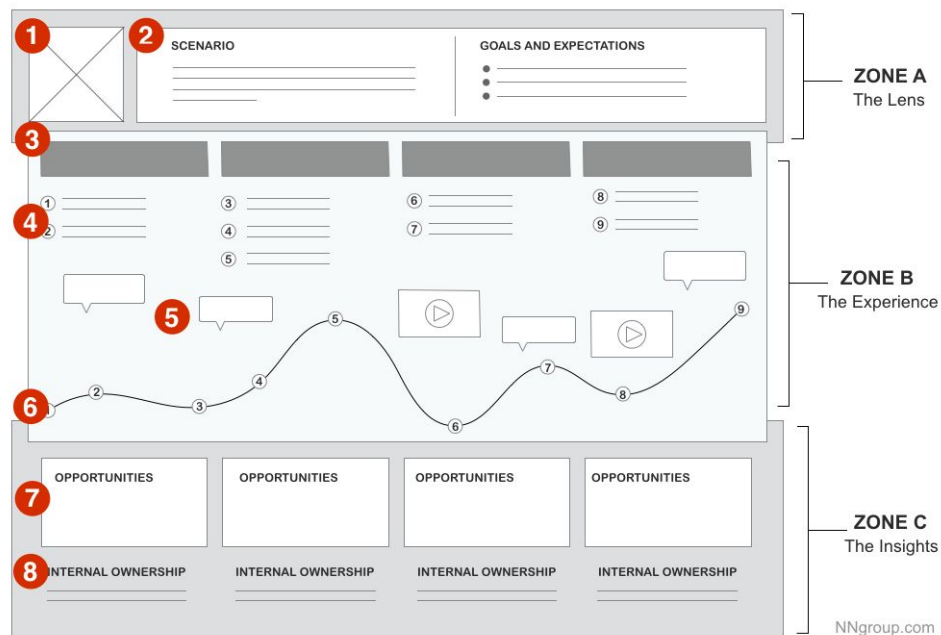 1
2
SCENARIO
GOALS AND EXPECTATIONS
ZONE A
The Lens
3
4
1
2
3
4
5
6
7
8
9
5
ZONE B
The Experience
6
1
2
3
4
5
6
7
8
9
7
OPPORTUNITIES
OPPORTUNITIES
OPPORTUNITIES
OPPORTUNITIES
ZONE C
The Insights
8
INTERNAL OWNERSHIP
INTERNAL OWNERSHIP
INTERNAL OWNERSHIP
INTERNAL OWNERSHIP
NNgroup.com